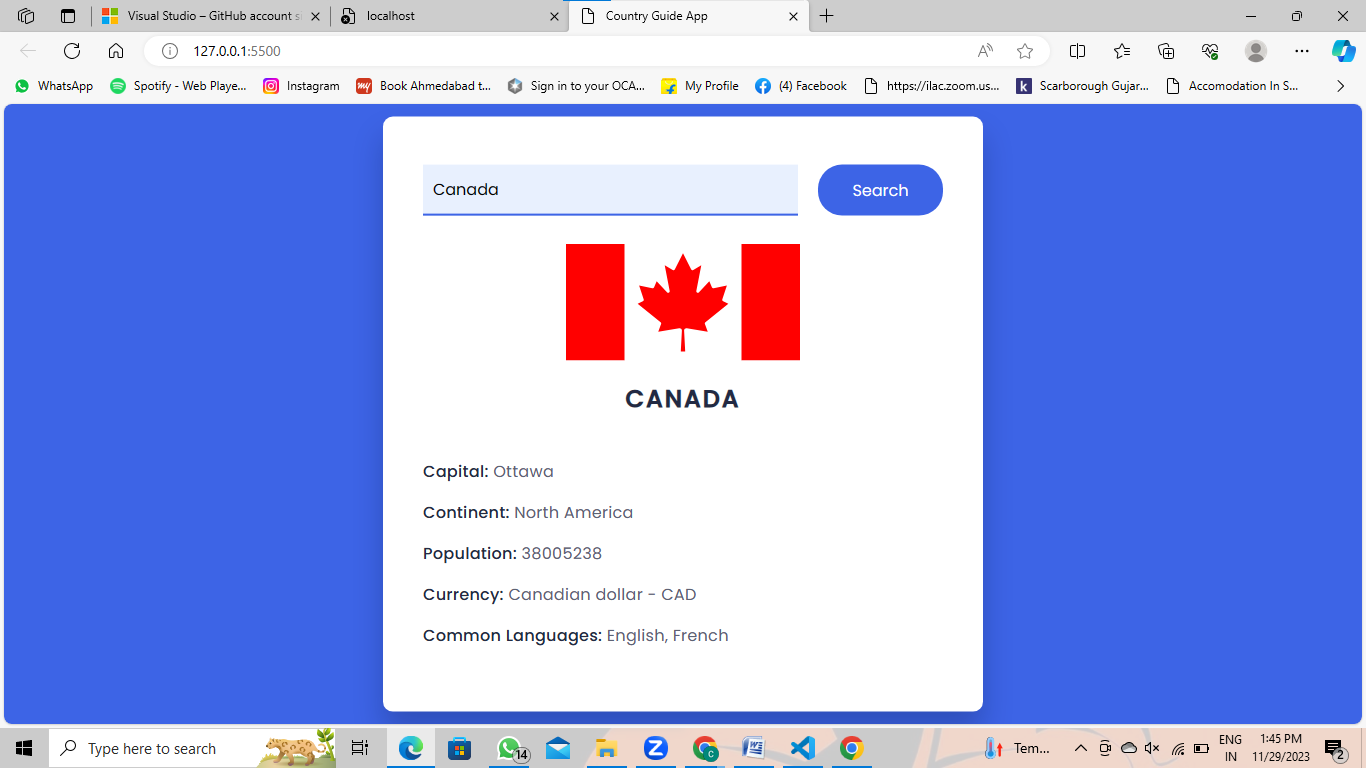 Visual Studio – GitHub account s
localhost
Country Guide App
127.0.0.1:5500
WhatsApp
Spotify - Web Playe...
Instagram
my
Book Ahmedabad t...
Sign in to your OCA...
My Profile
(4) Facebook
https://ilac.zoom.us...
k
Scarborough Gujar...
Accomodation In S...
Canada
Search
CANADA
Capital: Ottawa
Continent: North America
Population: 38005238
Currency: Canadian dollar - CAD
Common Languages: English, French
Type here to search
14
Z
C
W
Tem...
ENG
IN
1:45 PM
11/29/2023
2